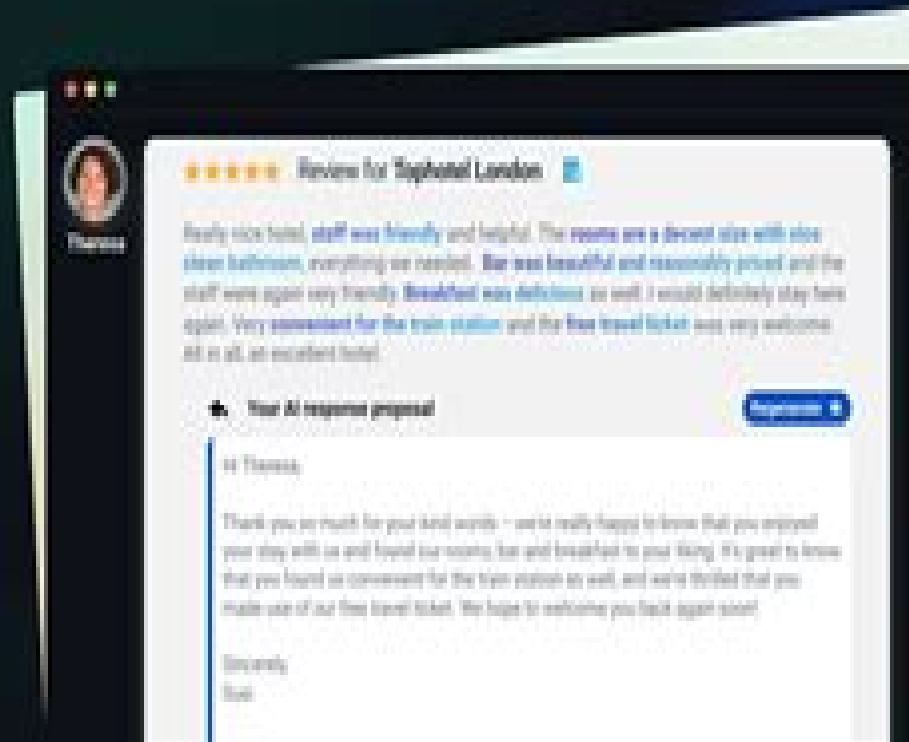 Theresa
Review for Tophotel London
Really nice hotel, staff was friendly and helpful. The rooms are a decent size with nice
clean bathroom, everything we needed. Bar was beautiful and reasonably priced and the
staff were again very friendly. Breakfast was delicious as well. I would definitely stay here
again. Very convenient for the train station and the free travel ticket was very welcome.
All in all, an excellent hotel.
Your AI response proposal
Regenerate
Hi Theresa,
Thank you so much for your kind words – we're really happy to know that you enjoyed
your stay with us and found our rooms, bar and breakfast to your liking. It's great to know
that you found us convenient for the train station as well, and we're thrilled that you
made use of our free travel ticket. We hope to welcome you back again soon!
Sincerely,